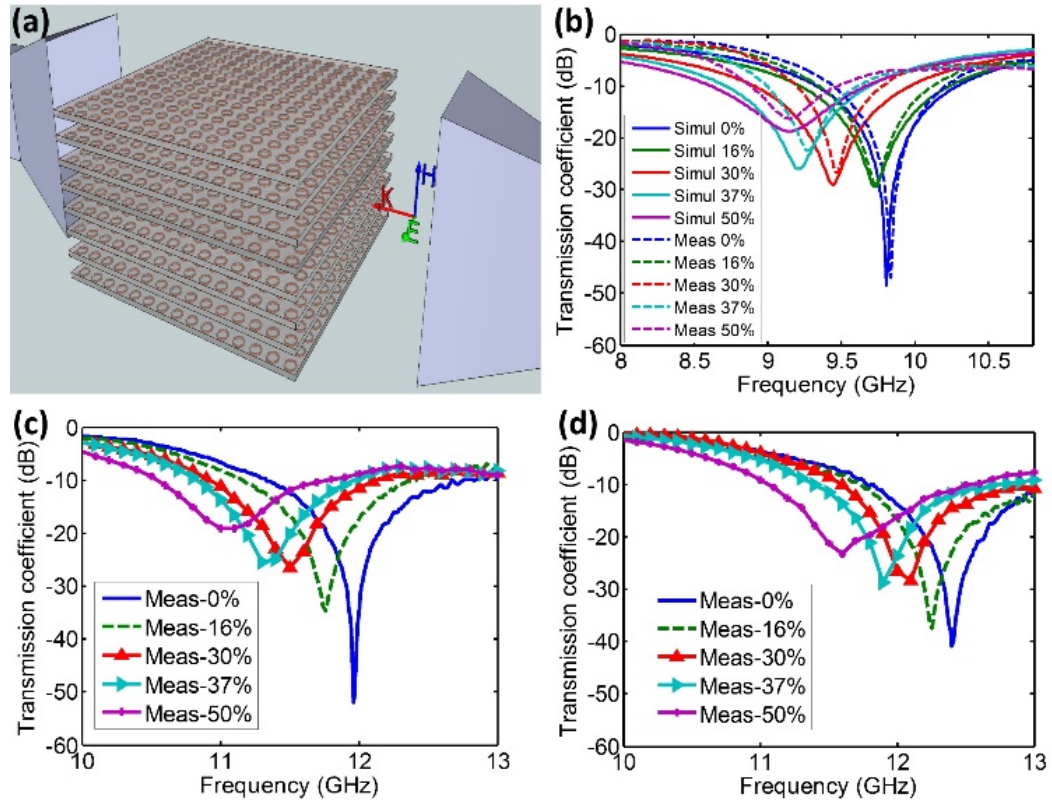 (a)
H
K
E
(b)
Transmission coefficient (dB)
0
-10
-20
-30
-40
-50
-60
Simul 0%
Simul 16%
Simul 30%
Simul 37%
Simul 50%
Meas 0%
Meas 16%
Meas 30%
Meas 37%
Meas 50%
8
8.5
9
9.5
10
10.5
Frequency (GHz)
(c)
Transmission coefficient (dB)
0
-10
-20
-30
-40
-50
-60
Meas-0%
Meas-16%
Meas-30%
Meas-37%
Meas-50%
10
11
12
13
Frequency (GHz)
(d)
Transmission coefficient (dB)
0
-10
-20
-30
-40
-50
-60
Meas-0%
Meas-16%
Meas-30%
Meas-37%
Meas-50%
10
11
12
13
Frequency (GHz)